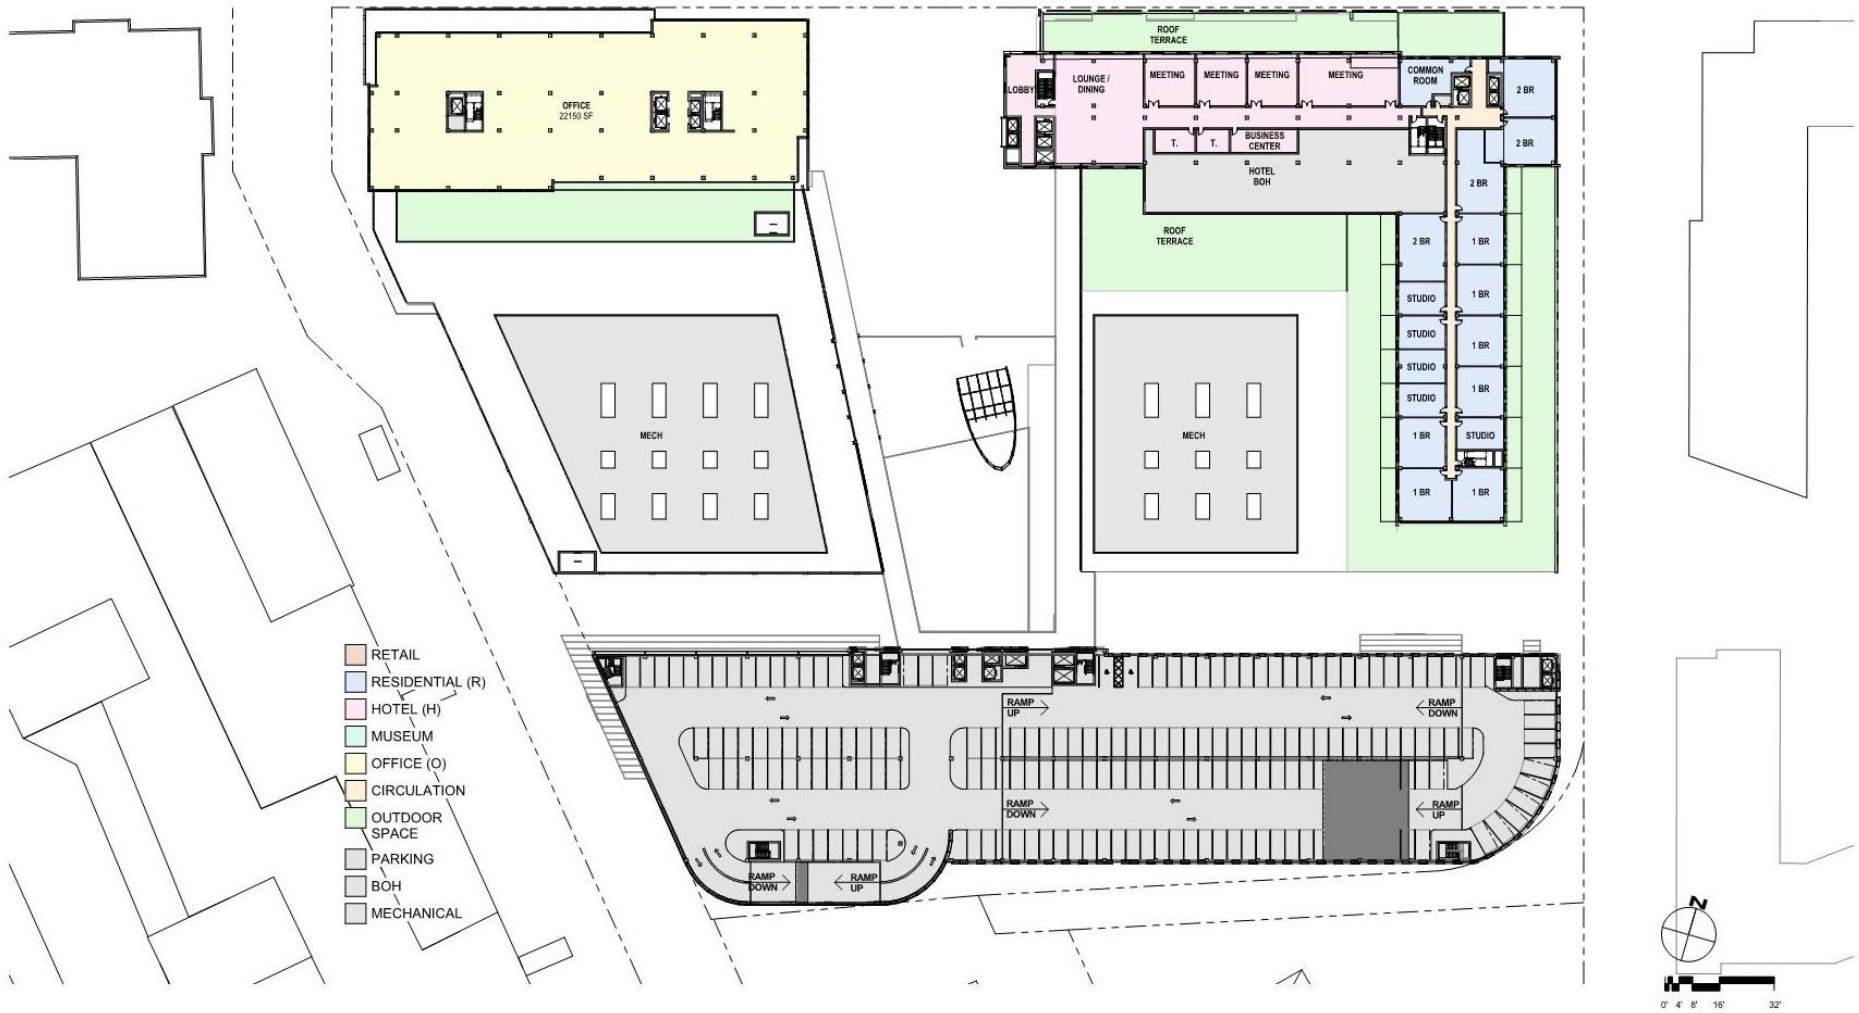 ROOF
TERRACE
LOBBY
LOUNGE /
DINING
MEETING
MEETING
MEETING
MEETING
COMMON
ROOM
2 BR
OFFICE
22150 SF
T.
T.
BUSINESS
CENTER
2 BR
HOTEL
BOH
2 BR
ROOF
TERRACE
2 BR
1 BR
STUDIO
1 BR
STUDIO
1 BR
STUDIO
1 BR
STUDIO
MECH
MECH
1 BR
STUDIO
1 BR
1 BR
RETAIL
RESIDENTIAL (R)
HOTEL (H)
MUSEUM
OFFICE (O)
CIRCULATION
OUTDOOR
SPACE
PARKING
BOH
MECHANICAL
RAMP
UP
RAMP
DOWN
RAMP
DOWN
RAMP
UP
RAMP
DOWN
RAMP
UP
N
0' 4' 8' 16' 32'